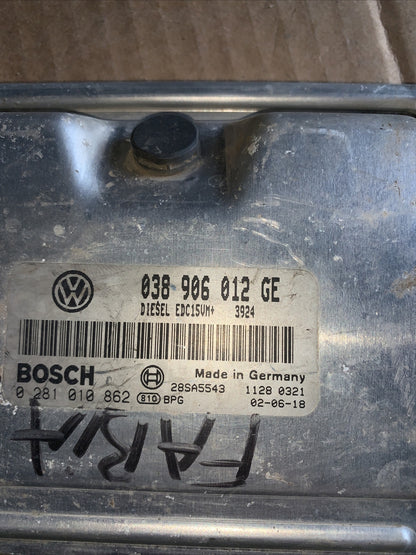 038 906 012 GE
DIESEL EDC15VM+ 3924
BOSCH
Made in Germany
28SA5543 1128 0321
0 281 010 862 810 BPG 02-06-18
FABIA